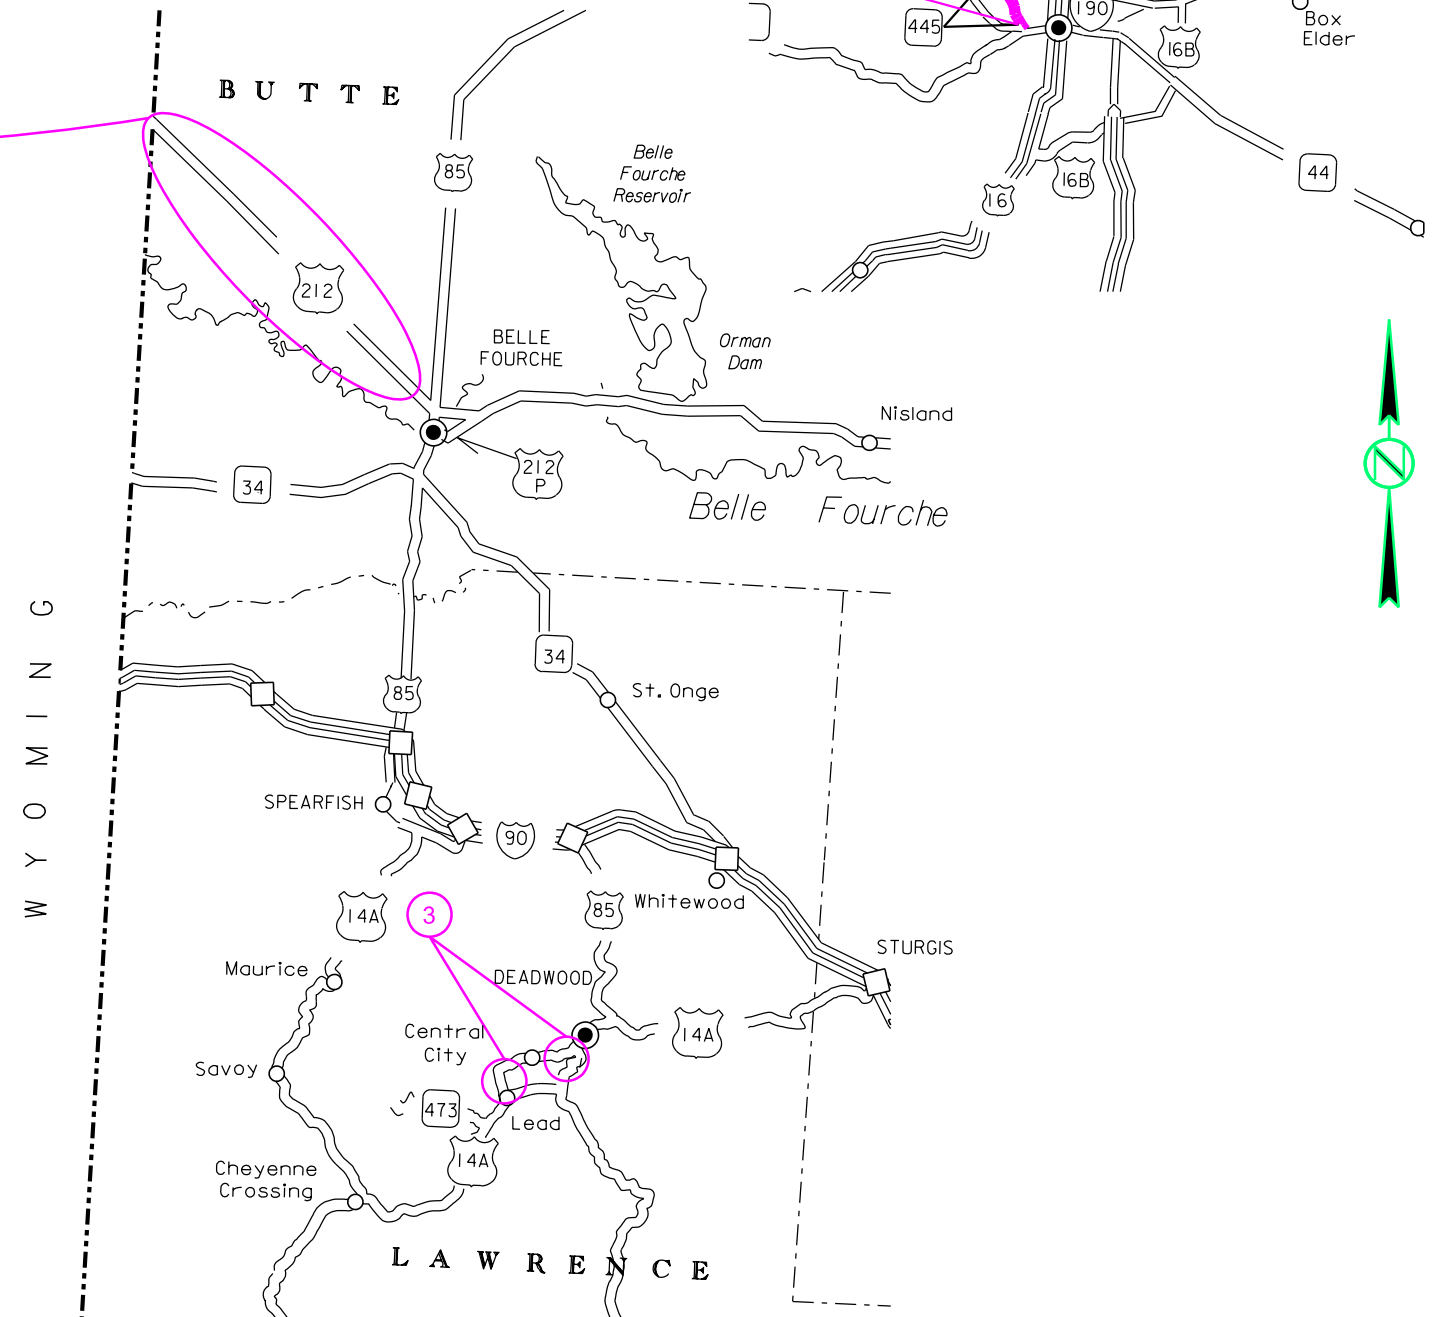 445
190
Box
Elder
16B
BUTTE
85
Belle
Fourche
Reservoir
16B
44
16
212
BELLE
FOURCHE
Orman
Dam
Nisland
212
P
34
Belle Fourche
WYOMING
34
St. Onge
85
SPEARFISH
90
14A
3
85
Whitewood
STURGIS
Maurice
DEADWOOD
Central
City
14A
Savoy
473
Lead
14A
Cheyenne
Crossing
LAWRENCE
N